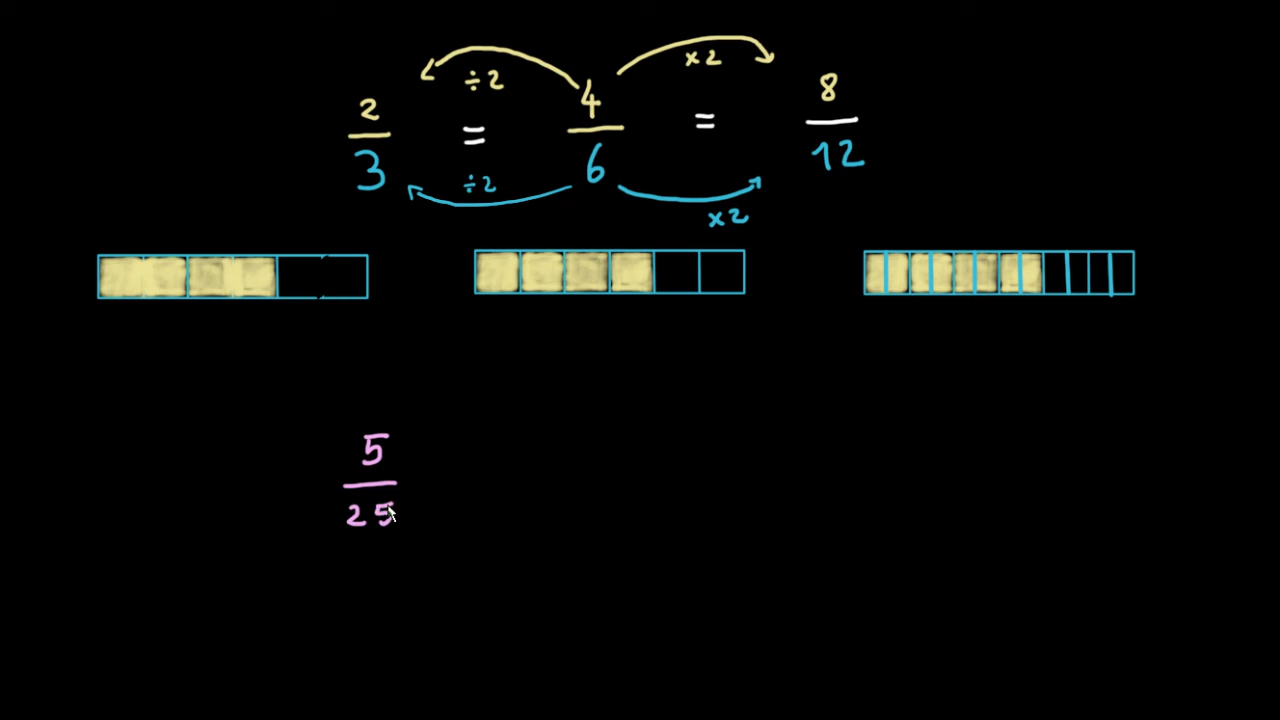 ÷2 ×2
2/3 = 4/6 = 8/12
÷2 ×2
5/25